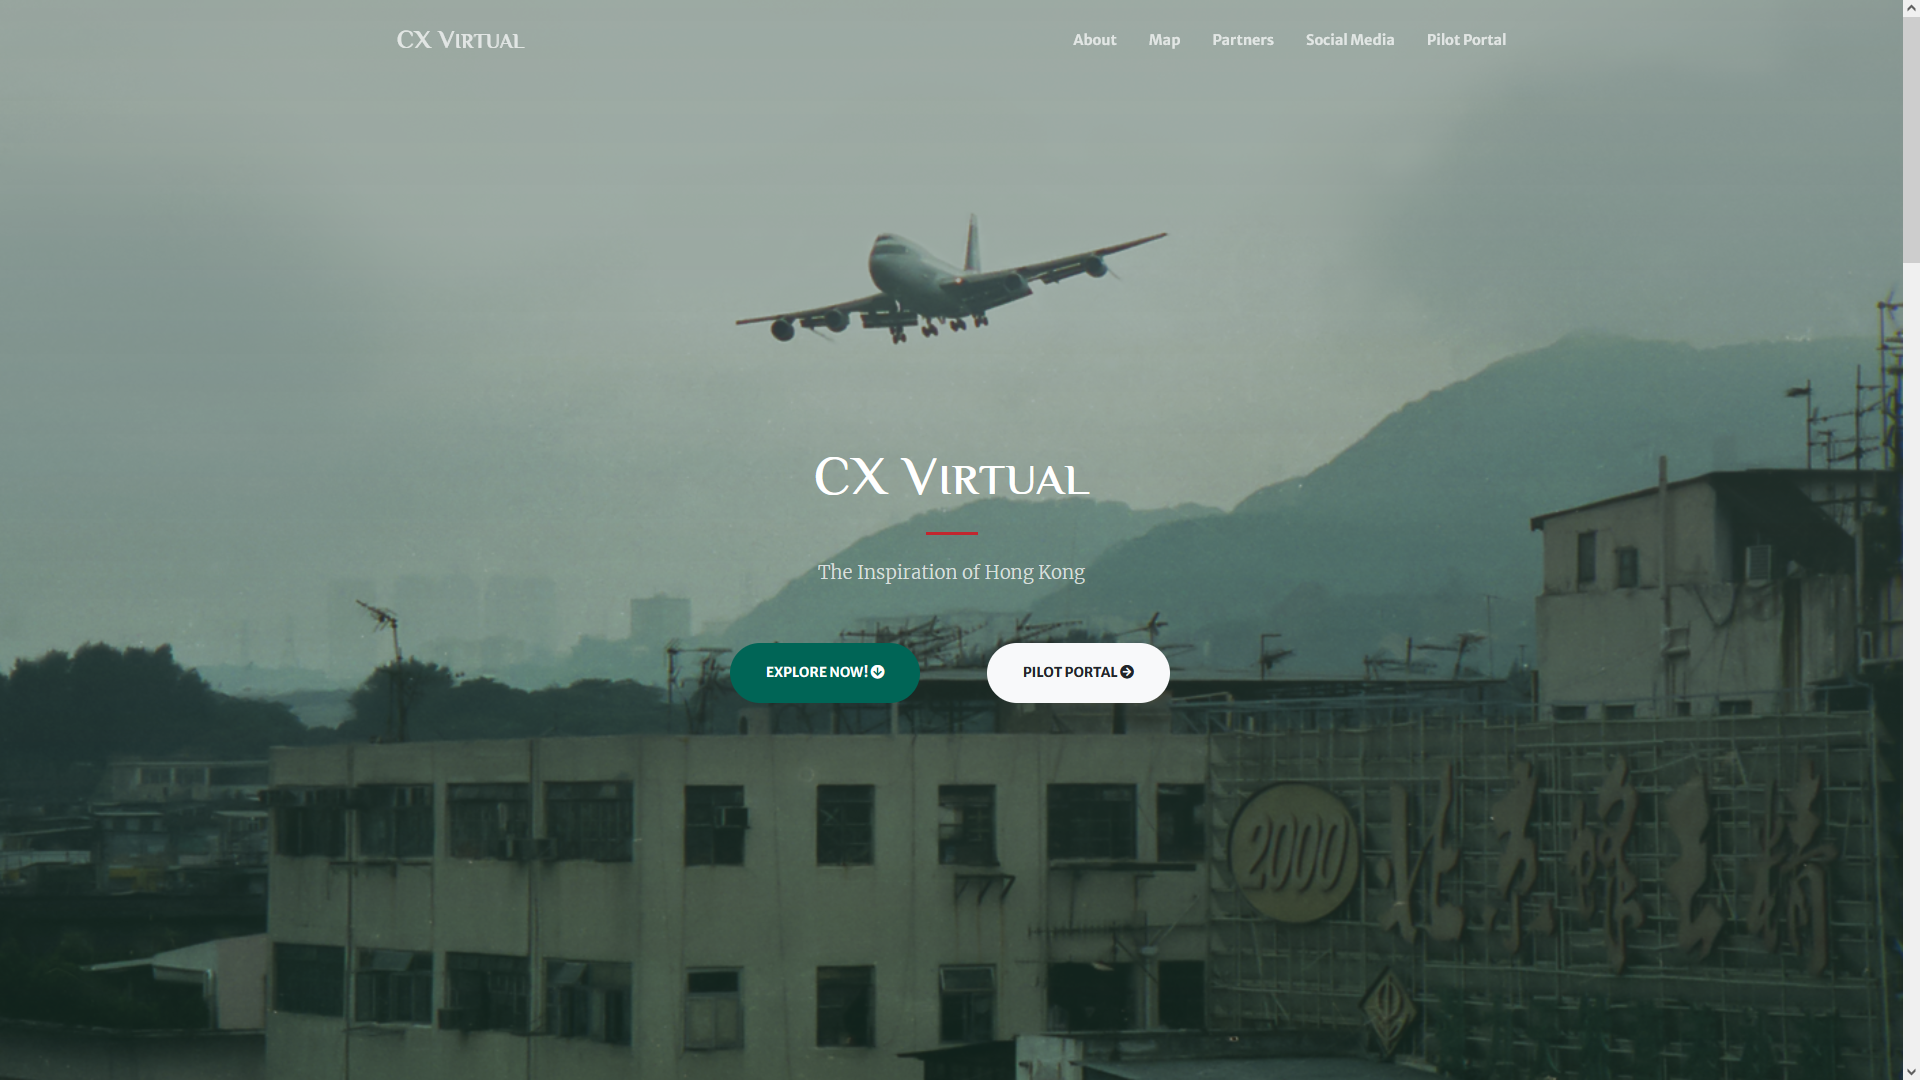 CX Virtual
About Map Partners Social Media Pilot Portal
CX Virtual
The Inspiration of Hong Kong
EXPLORE NOW!
PILOT PORTAL
2000